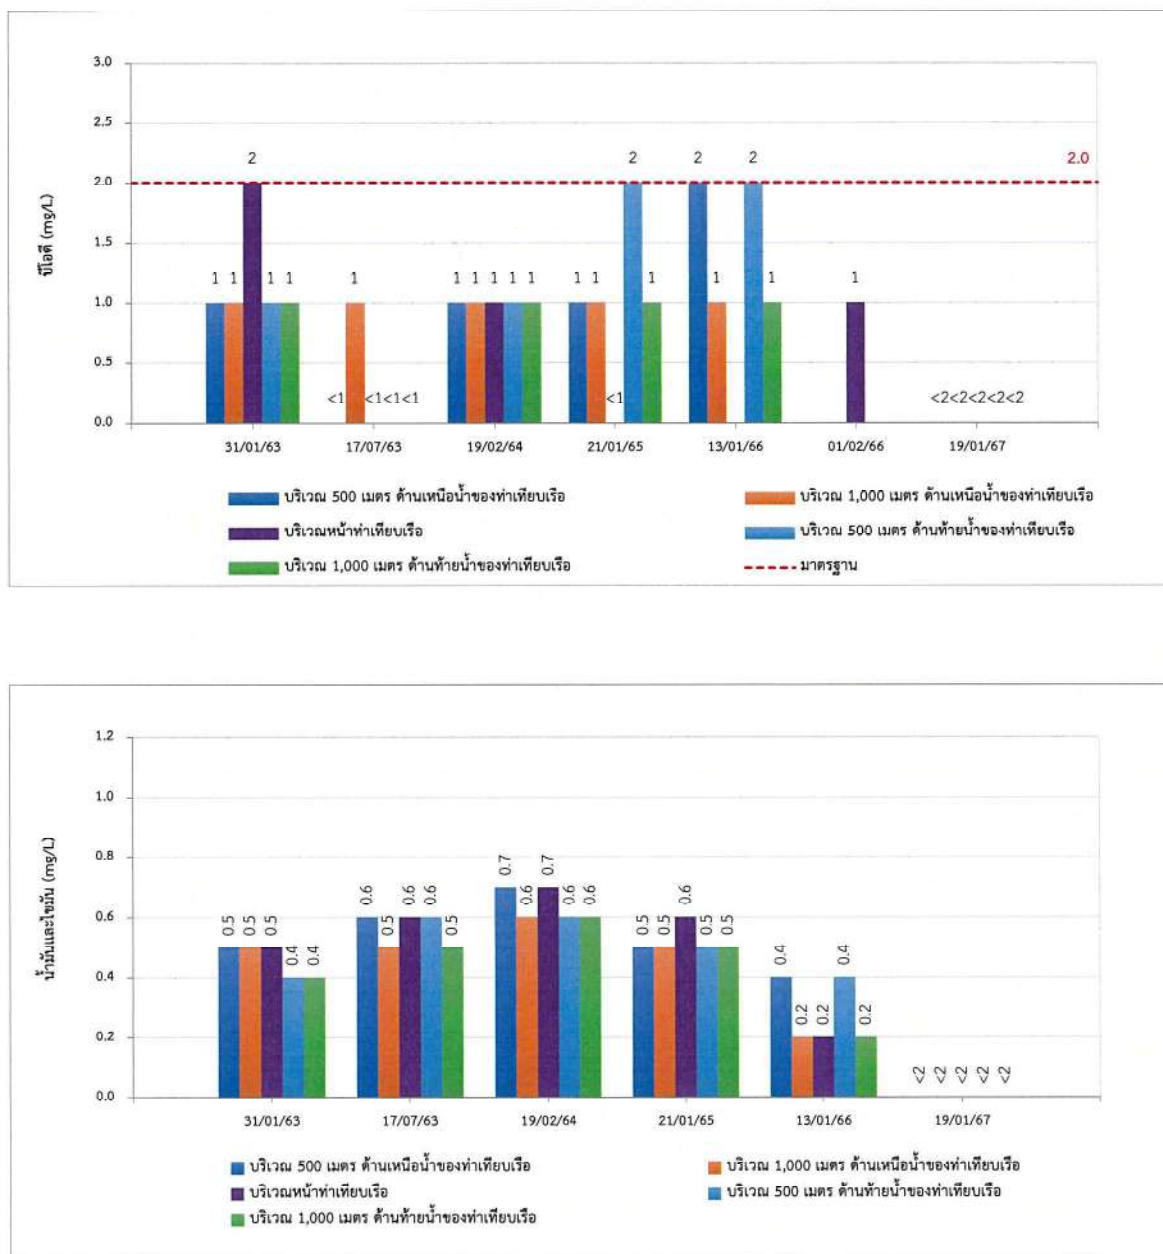 3.0
2.5
2 2 2 2 2.0
2.0
บีโอดี (mg/L)
1.5
1 1 1 1 1 1 1 1 1 1 1 1 1 1 1 1
1.0
0.5
<1 <1 <1 <1 <1 <2 <2 <2 <2 <2
0.0
31/01/63 17/07/63 19/02/64 21/01/65 13/01/66 01/02/66 19/01/67
บริเวณ 500 เมตร ด้านเหนือน้ำของท่าเทียบเรือ บริเวณ 1,000 เมตร ด้านเหนือน้ำของท่าเทียบเรือ
บริเวณหน้าท่าเทียบเรือ บริเวณ 500 เมตร ด้านท้ายน้ำของท่าเทียบเรือ
บริเวณ 1,000 เมตร ด้านท้ายน้ำของท่าเทียบเรือ มาตรฐาน
1.2
1.0
น้ำมันและไขมัน (mg/L)
0.8
0.6
0.4
0.2
0.0
0.5 0.5 0.5 0.4 0.4
0.6 0.5 0.6 0.6 0.5
0.7 0.6 0.7 0.6 0.6
0.5 0.5 0.6 0.5 0.5
0.4 0.2 0.2 0.4 0.2
<2 <2 <2 <2 <2
31/01/63 17/07/63 19/02/64 21/01/65 13/01/66 19/01/67
บริเวณ 500 เมตร ด้านเหนือน้ำของท่าเทียบเรือ บริเวณ 1,000 เมตร ด้านเหนือน้ำของท่าเทียบเรือ
บริเวณหน้าท่าเทียบเรือ บริเวณ 500 เมตร ด้านท้ายน้ำของท่าเทียบเรือ
บริเวณ 1,000 เมตร ด้านท้ายน้ำของท่าเทียบเรือ